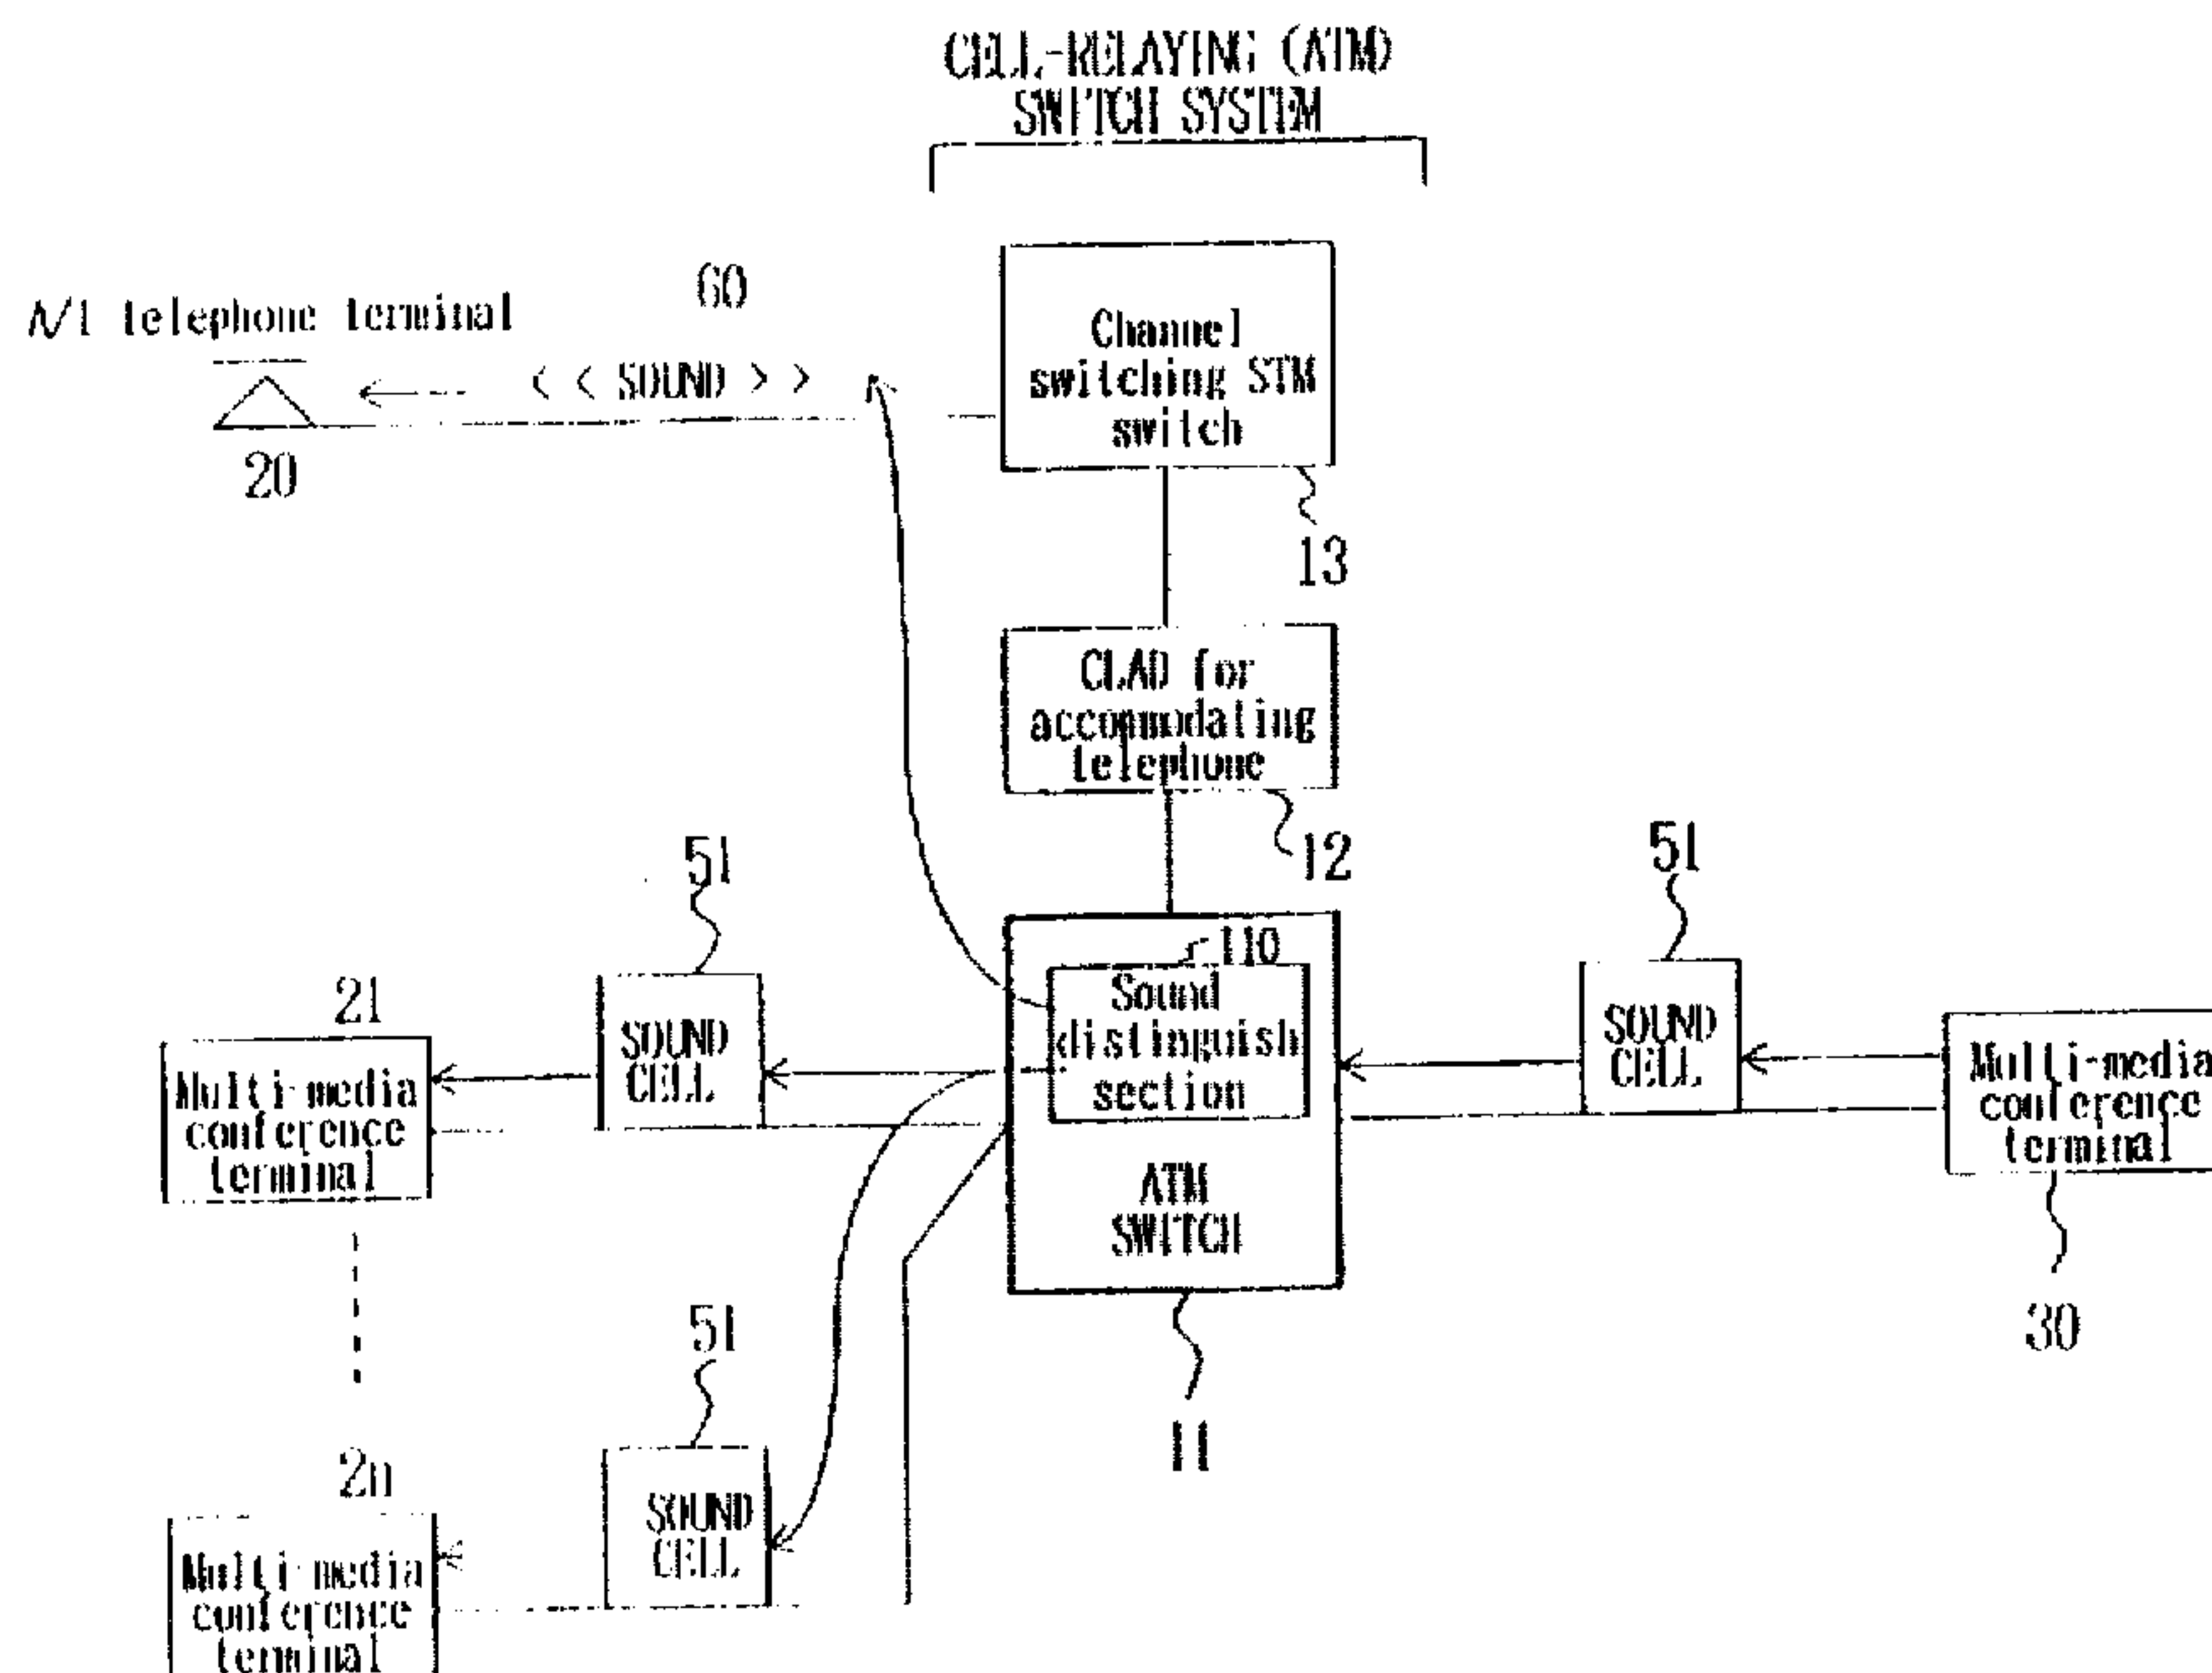 CELL-RELAYING (ATM)
SWITCH SYSTEM
60
A/1 telephone terminal
< < SOUND > >
20
Channel
switching STM
switch
13
CLAD for
accommodating
telephone
12
51
51
110
21
Sound
distinguish
section
SOUND
CELL
SOUND
CELL
Multi-media
conference
terminal
Multi-media
conference
terminal
ATM
SWITCH
30
51
11
2n
SOUND
CELL
Multi-media
conference
terminal